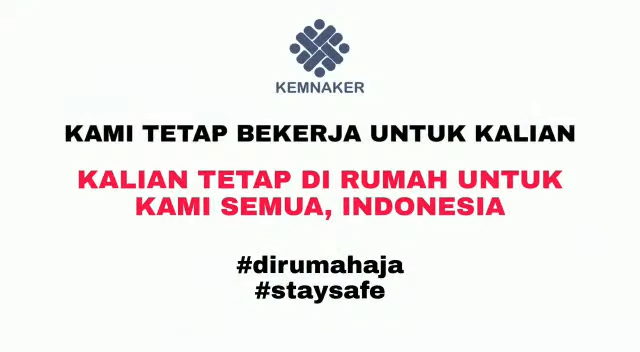 KEMNAKER
KAMI TETAP BEKERJA UNTUK KALIAN
KALIAN TETAP DI RUMAH UNTUK
KAMI SEMUA, INDONESIA
#dirumahaja
#staysafe